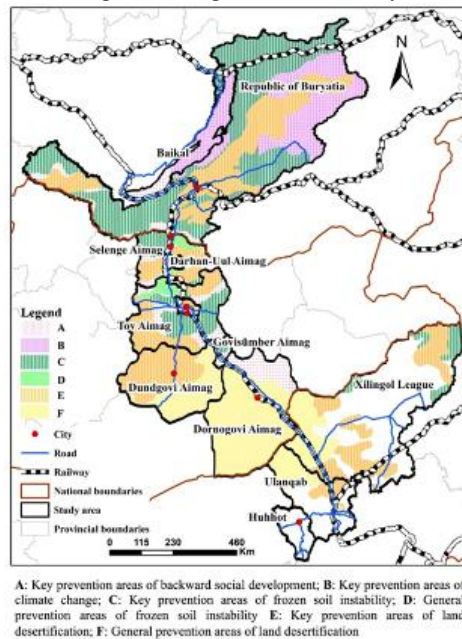 N
Republic of Buryatia
Baikal
Selenge Aimag
Darhan-Uul Aimag
Legend
A
B
C
D
E
F
City
Road
Railway
National boundaries
Study area
Provincial boundaries
Tov Aimag
Govisümber Aimag
Dundgovi Aimag
Xilingol League
Dornogovi Aimag
Ulanqab
Huhhot
0 115 230 460
Km
A: Key prevention areas of backward social development; B: Key prevention areas of
climate change; C: Key prevention areas of frozen soil instability; D: General
prevention areas of frozen soil instability E: Key prevention areas of land
desertification; F: General prevention areas of land desertification